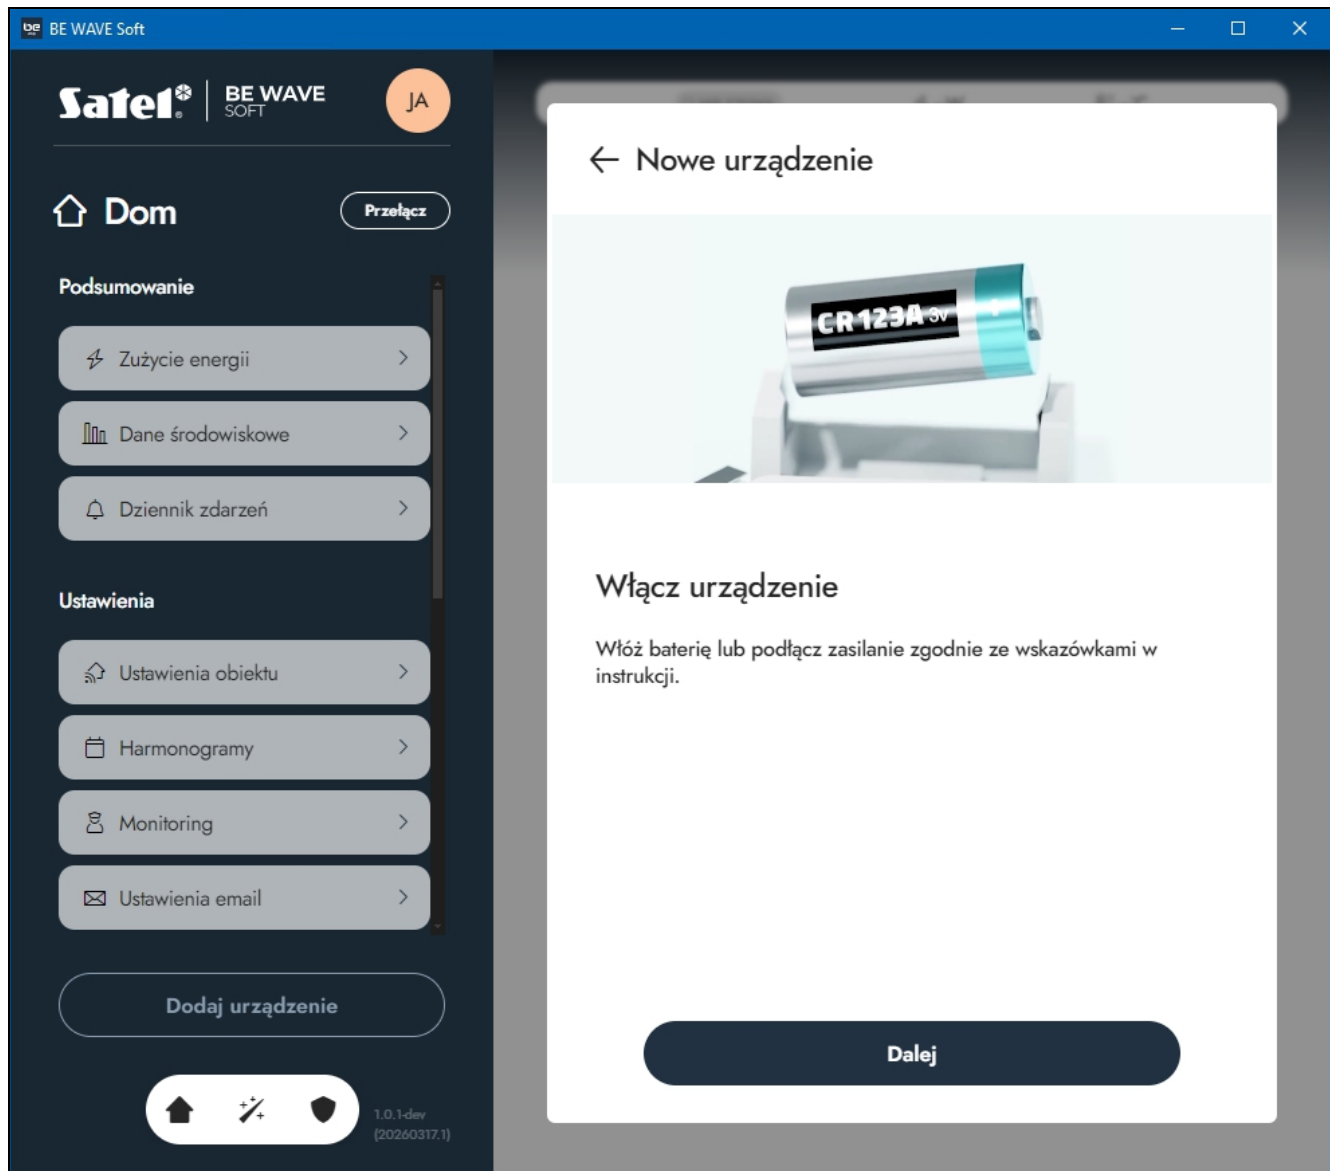 be
BE WAVE Soft
Satel®
BE WAVE
SOFT
JA
Dom
Przełącz
Podsumowanie
Zużycie energii
Dane środowiskowe
Dziennik zdarzeń
Ustawienia
Ustawienia obiektu
Harmonogramy
Monitoring
Ustawienia email
Dodaj urządzenie
1.0.1-dev
(20260317.1)
Nowe urządzenie
CR123A 3v
+
Włącz urządzenie
Włóż baterię lub podłącz zasilanie zgodnie ze wskazówkami w
instrukcji.
Dalej